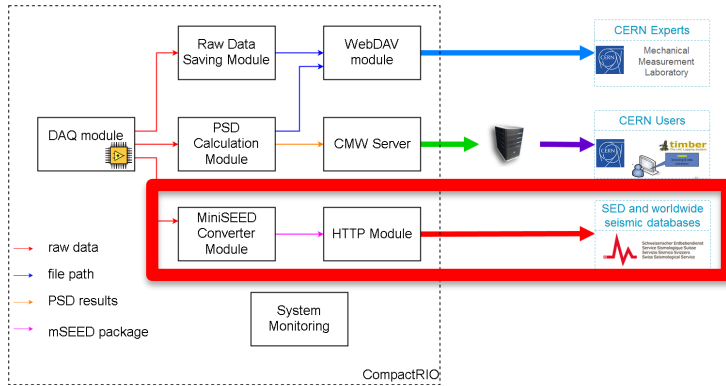 Raw Data
Saving Module
WebDAV
module
CERN Experts
CERN
Mechanical
Measurement
Laboratory
DAQ module
PSD
Calculation
Module
CMW Server
CERN Users
CERN
timber
MiniSEED
Converter
Module
HTTP Module
SED and worldwide
seismic databases
Schweizerischer Erdbebendienst
Service Sismologique Suisse
Servizio Sismico Svizzero
Swiss Seismological Service
raw data
file path
PSD results
mSEED package
System
Monitoring
CompactRIO